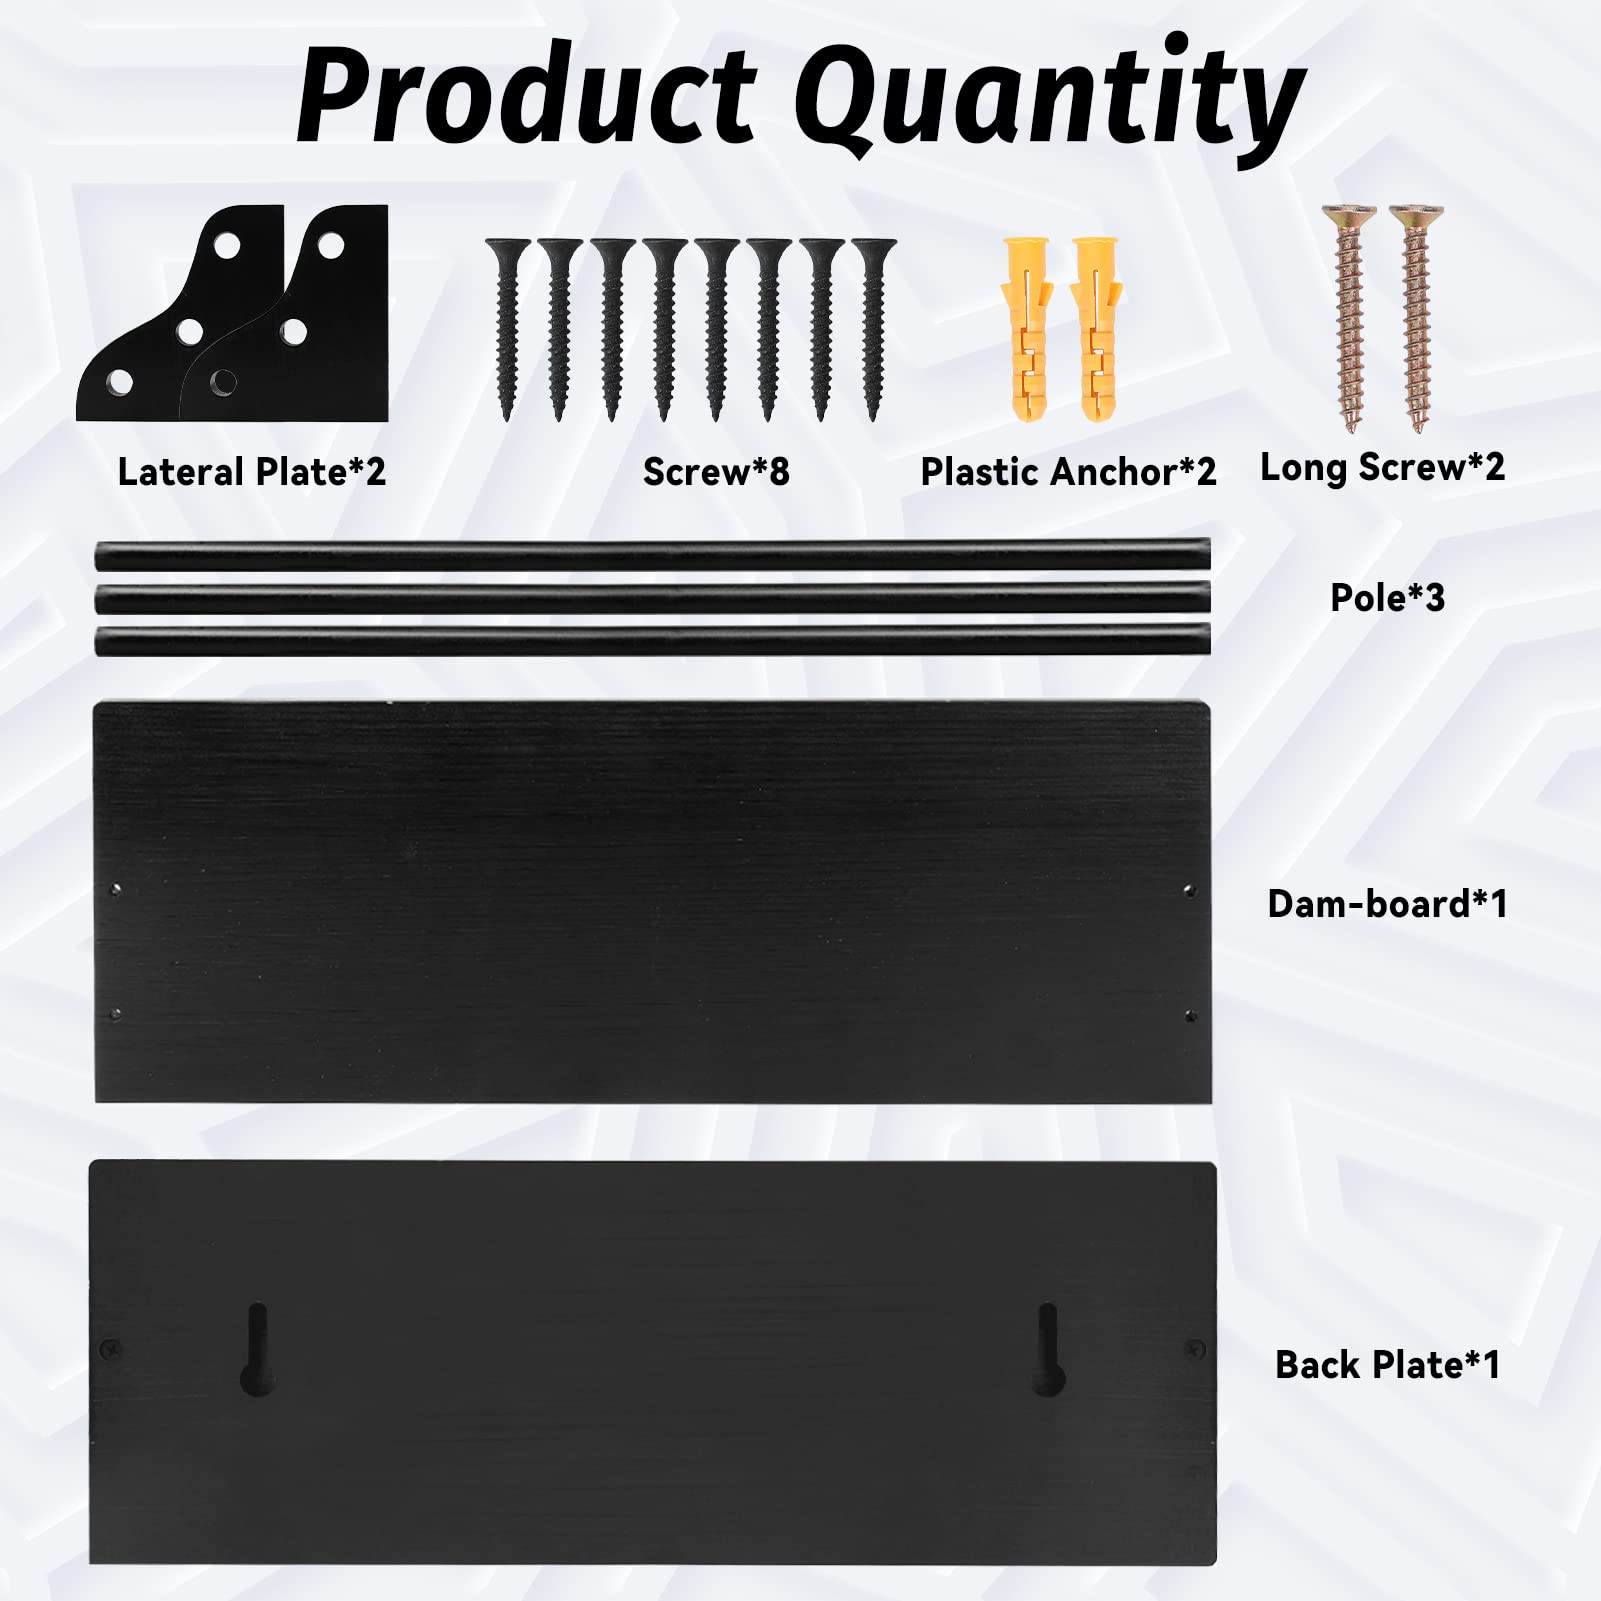 Product Quantity
Lateral Plate*2
Screw*8
Plastic Anchor*2
Long Screw*2
Pole*3
Dam-board*1
Back Plate*1